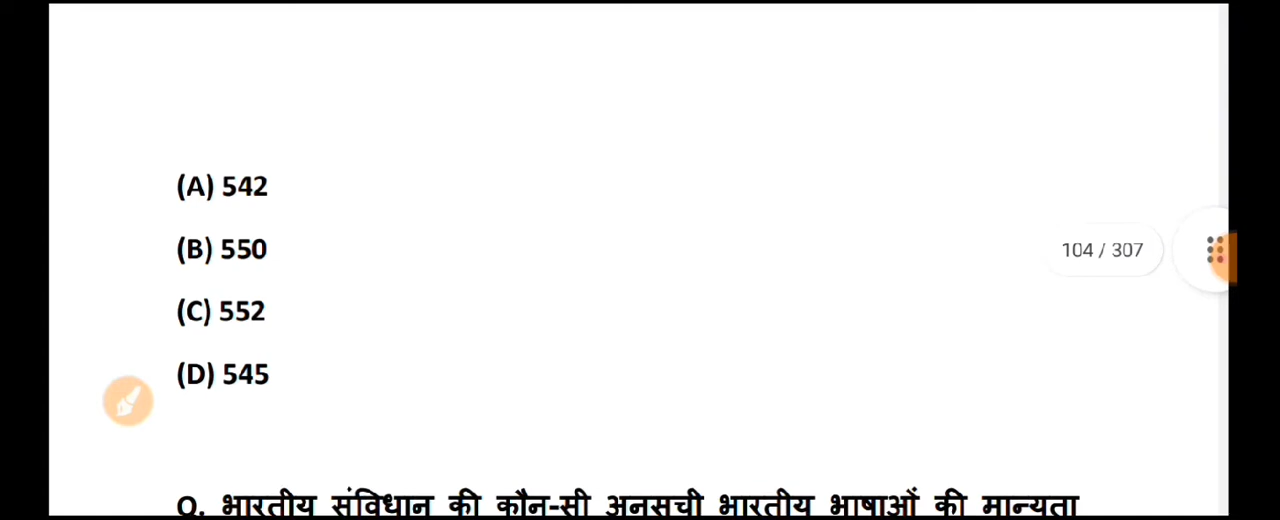 (A) 542
(B) 550
104 / 307
(C) 552
(D) 545
Q. भारतीय संविधान की कौन-सी अनुसूची भारतीय भाषाओं की मान्यता